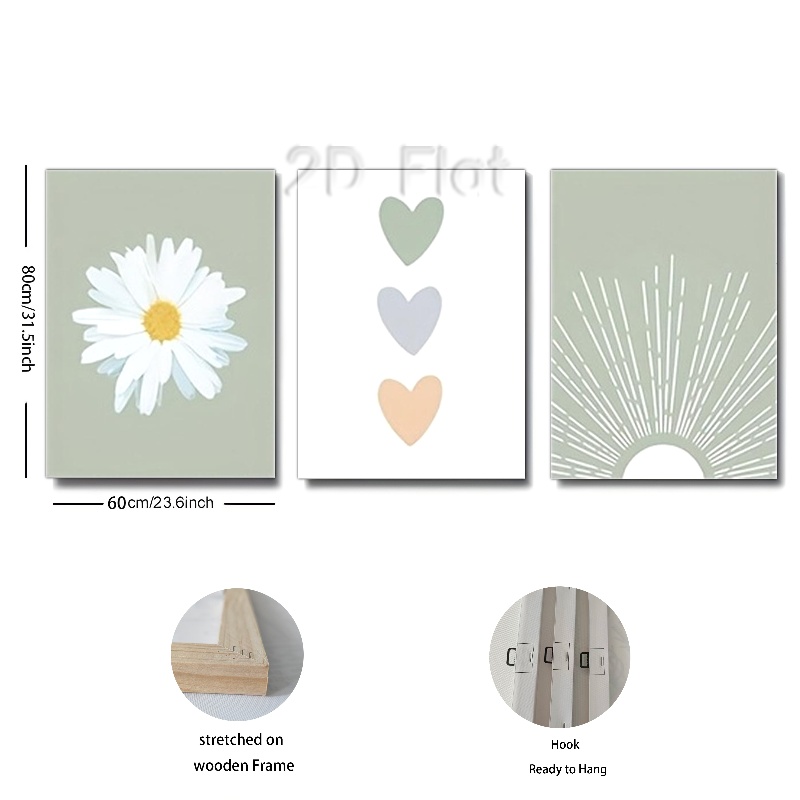 2D Flat
80cm/31.5inch
60cm/23.6inch
stretched on
wooden Frame
Hook
Ready to Hang